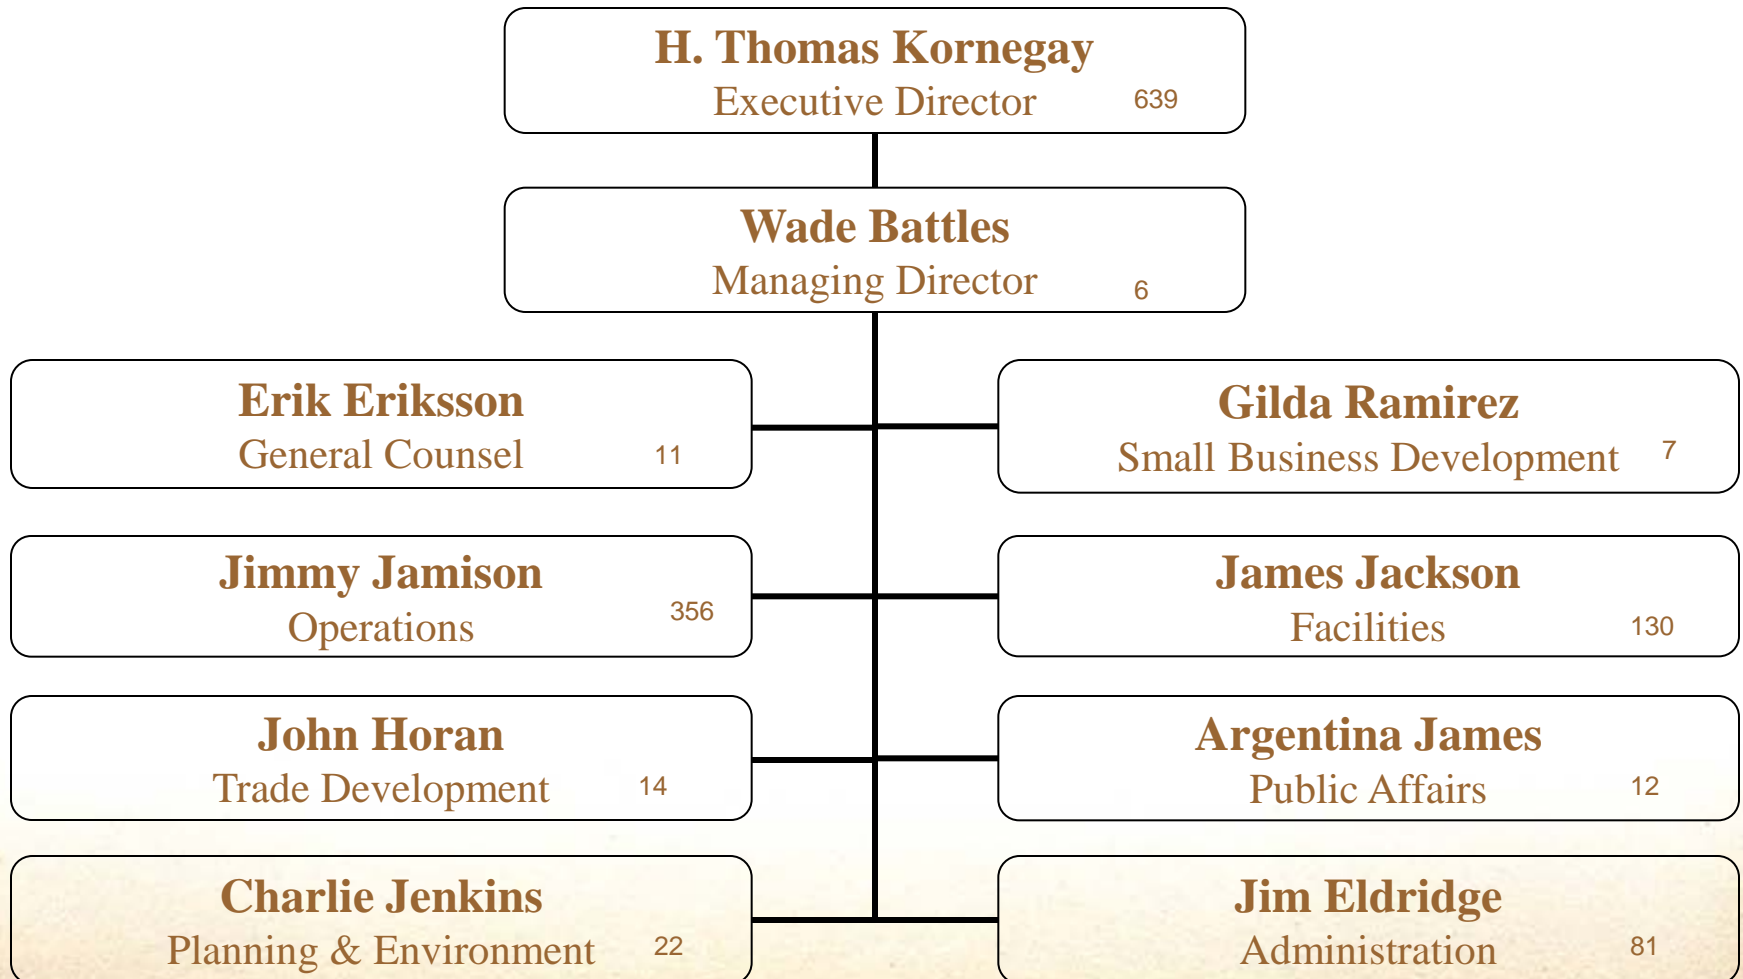 H. Thomas Kornegay
Executive Director 639
Wade Battles
Managing Director 6
Erik Eriksson
General Counsel 11
Gilda Ramirez
Small Business Development 7
Jimmy Jamison
Operations 356
James Jackson
Facilities 130
John Horan
Trade Development 14
Argentina James
Public Affairs 12
Charlie Jenkins
Planning & Environment 22
Jim Eldridge
Administration 81